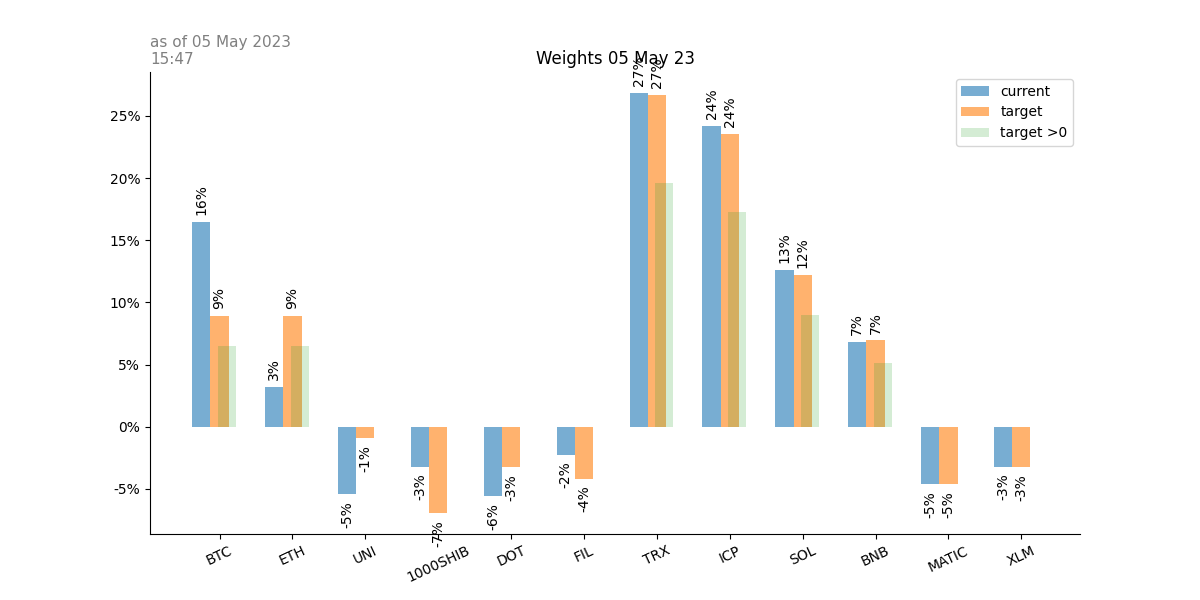 as of 05 May 2023
15:47
Weights 05 May 23
current
target
target >0
25%
20%
15%
10%
5%
0%
-5%
16%
9%
3%
9%
-5%
-1%
-3%
-7%
-6%
-3%
-2%
-4%
27%
27%
24%
24%
13%
12%
7%
7%
-5%
-5%
-3%
-3%
BTC
ETH
UNI
1000SHIB
DOT
FIL
TRX
ICP
SOL
BNB
MATIC
XLM